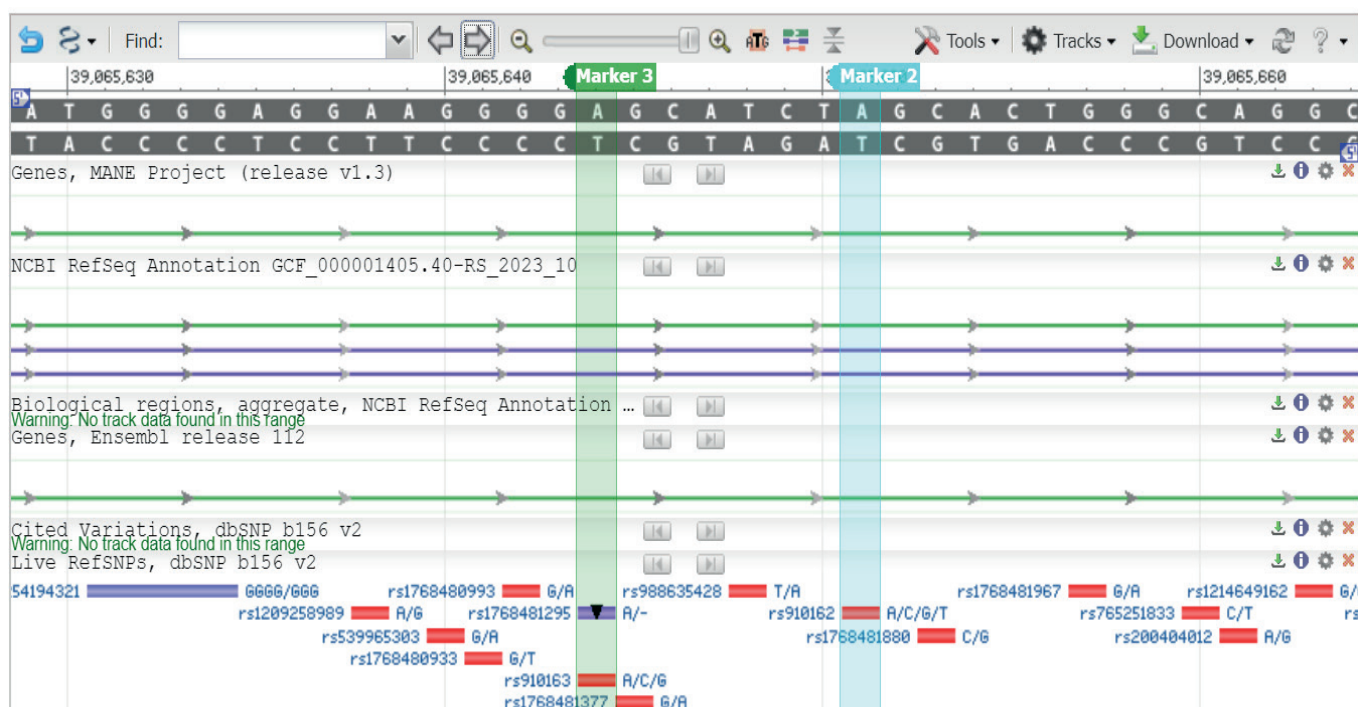 Find: Tools Tracks Download ?
39,065,630 39,065,640 Marker 3 Marker 2 39,065,660
5'
A T G G G G A G G A A G G G G A G C A T C T A G C A C T G G G C A G G C
T A C C C C T C C T T C C C C T C G T A G A T C G T G A C C C G T C C G
5'
Genes, MANE Project (release v1.3)
NCBI RefSeq Annotation GCF_000001405.40-RS_2023_10
Biological regions, aggregate, NCBI RefSeq Annotation …
Warning: No track data found in this range
Genes, Ensembl release 112
Cited Variations, dbSNP b156 v2
Warning: No track data found in this range
Live RefSNPs, dbSNP b156 v2
54194321 GGGG/GGG rs1768480993 G/A rs988635428 T/A rs1768481967 G/A rs1214649162 G/
rs1209258989 A/G rs1768481295 A/- rs910162 A/C/G/T rs765251833 C/T rs
rs539965303 G/A rs1768481880 C/G rs200404012 A/G
rs1768480933 G/T
rs910163 A/C/G
rs1768481377 G/A